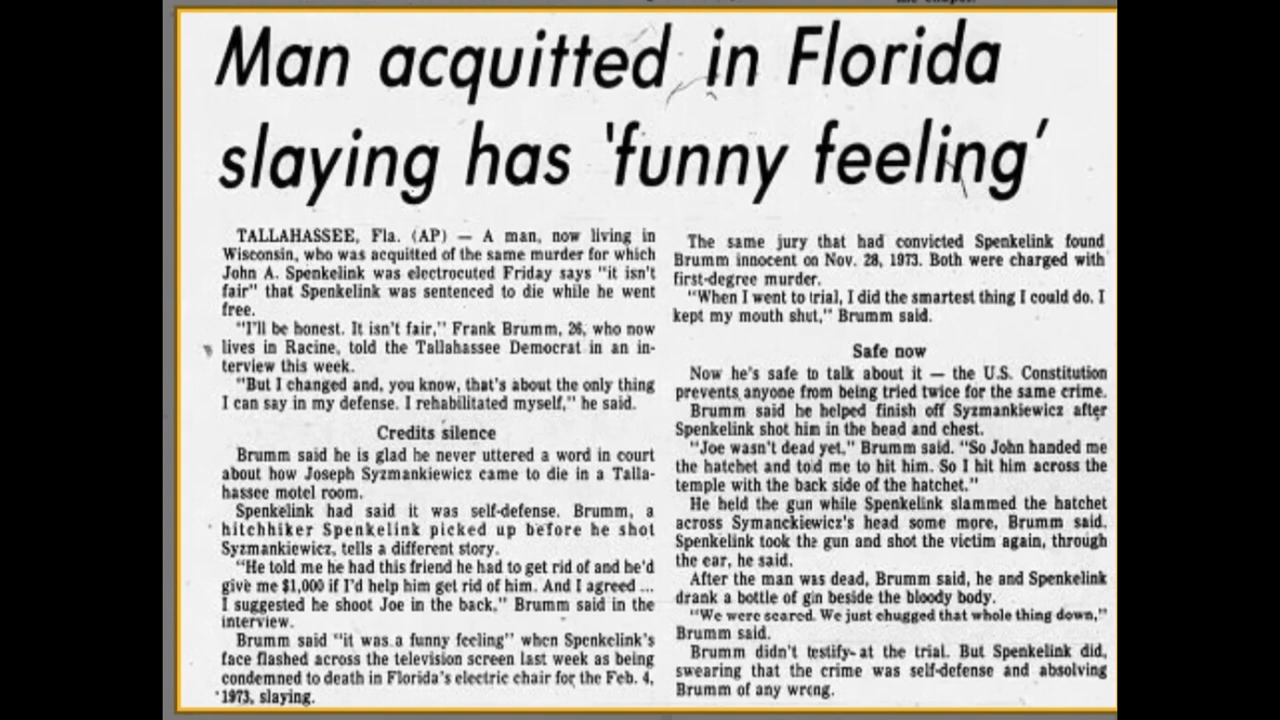 Man acquitted in Florida
slaying has 'funny feeling'
TALLAHASSEE, Fla. (AP) — A man, now living in
Wisconsin, who was acquitted of the same murder for which
John A. Spenkelink was electrocuted Friday says "it isn't
fair" that Spenkelink was sentenced to die while he went
free.
"I'll be honest. It isn't fair," Frank Brumm, 26, who now
lives in Racine, told the Tallahassee Democrat in an in-
terview this week.
"But I changed and, you know, that's about the only thing
I can say in my defense. I rehabilitated myself," he said.
Credits silence
Brumm said he is glad he never uttered a word in court
about how Joseph Syzmankiewicz came to die in a Talla-
hassee motel room.
Spenkelink had said it was self-defense. Brumm, a
hitchhiker Spenkelink picked up before he shot
Syzmankiewicz, tells a different story.
"He told me he had this friend he had to get rid of and he'd
give me $1,000 if I'd help him get rid of him. And I agreed ...
I suggested he shoot Joe in the back," Brumm said in the
interview.
Brumm said "it was a funny feeling" when Spenkelink's
face flashed across the television screen last week as being
condemned to death in Florida's electric chair for the Feb. 4,
1973, slaying.
The same jury that had convicted Spenkelink found
Brumm innocent on Nov. 28, 1973. Both were charged with
first-degree murder.
"When I went to trial, I did the smartest thing I could do. I
kept my mouth shut," Brumm said.
Safe now
Now he's safe to talk about it — the U.S. Constitution
prevents anyone from being tried twice for the same crime.
Brumm said he helped finish off Syzmankiewicz after
Spenkelink shot him in the head and chest.
"Joe wasn't dead yet," Brumm said. "So John handed me
the hatchet and told me to hit him. So I hit him across the
temple with the back side of the hatchet."
He held the gun while Spenkelink slammed the hatchet
across Symanckiewicz's head some more, Brumm said.
Spenkelink took the gun and shot the victim again, through
the ear, he said.
After the man was dead, Brumm said, he and Spenkelink
drank a bottle of gin beside the bloody body.
"We were scared. We just chugged that whole thing down,"
Brumm said.
Brumm didn't testify at the trial. But Spenkelink did,
swearing that the crime was self-defense and absolving
Brumm of any wrong.